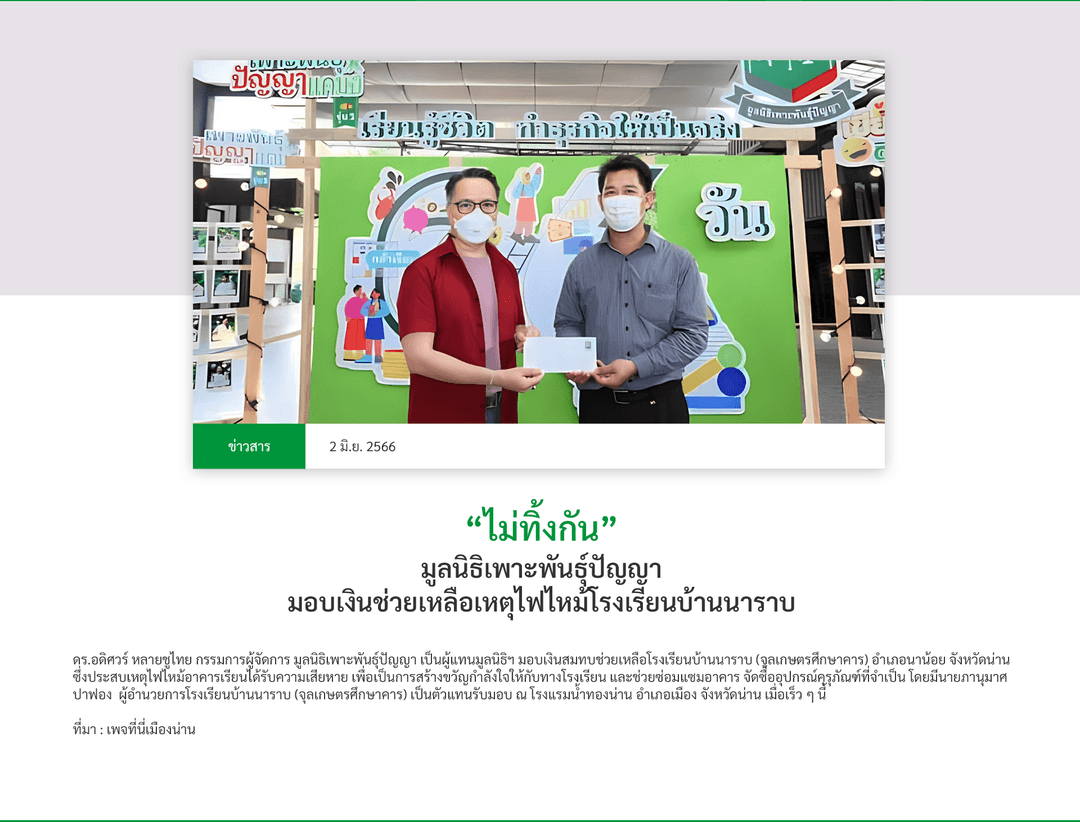 เพาะพันธุ์
ปัญญาแคมป์
รุ่น 2
เรียนรู้ชีวิต ทำธุรกิจให้เป็นจริง
มูลนิธิเพาะพันธุ์ปัญญา
เพาะพันธุ์
ปัญญา
วัน
ข่าวสาร
2 มิ.ย. 2566
“ไม่ทิ้งกัน”
มูลนิธิเพาะพันธุ์ปัญญา
มอบเงินช่วยเหลือเหตุไฟไหม้โรงเรียนบ้านนาราบ
ดร.อดิศวร์ หลายชูไทย กรรมการผู้จัดการ มูลนิธิเพาะพันธุ์ปัญญา เป็นผู้แทนมูลนิธิฯ มอบเงินสมทบช่วยเหลือโรงเรียนบ้านนาราบ (จุลเกษตรศึกษาคาร) อำเภอนาน้อย จังหวัดน่าน
ซึ่งประสบเหตุไฟไหม้อาคารเรียนได้รับความเสียหาย เพื่อเป็นการสร้างขวัญกำลังใจให้กับทางโรงเรียน และช่วยซ่อมแซมอาคาร จัดซื้ออุปกรณ์ครุภัณฑ์ที่จำเป็น โดยมีนายภานุมาศ
ปาฟอง ผู้อำนวยการโรงเรียนบ้านนาราบ (จุลเกษตรศึกษาคาร) เป็นตัวแทนรับมอบ ณ โรงแรมน้ำทองน่าน อำเภอเมือง จังหวัดน่าน เมื่อเร็ว ๆ นี้
ที่มา : เพจที่นี่เมืองน่าน